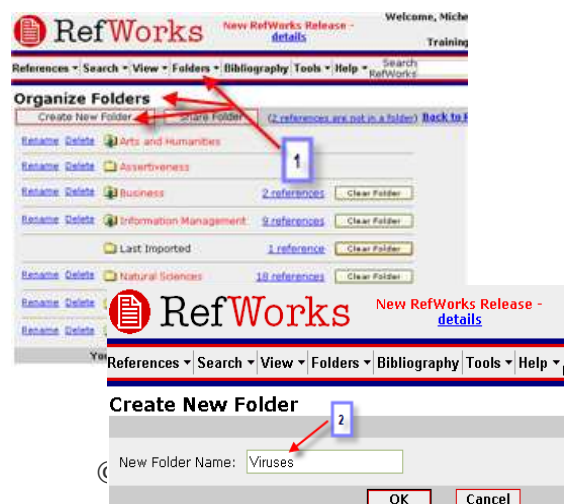 RefWorks
New RefWorks Release -
details
Welcome, Miche
Training
References Search View Folders Bibliography Tools Help Search RefWorks
Organize Folders
Create New Folder Share Folder (2 references are not in a folder) Back to
Rename Delete Arts and Humanities
1
Rename Delete Assertiveness
Rename Delete Business 2 references Clear Folder
Rename Delete Information Management 9 references Clear Folder
Last Imported 1 reference Clear Folder
Rename Delete Natural Sciences 18 references Clear Folder
Rename Delete
Rename Delete
RefWorks
New RefWorks Release -
details
References Search View Folders Bibliography Tools Help
Create New Folder
2
New Folder Name: Viruses
OK Cancel